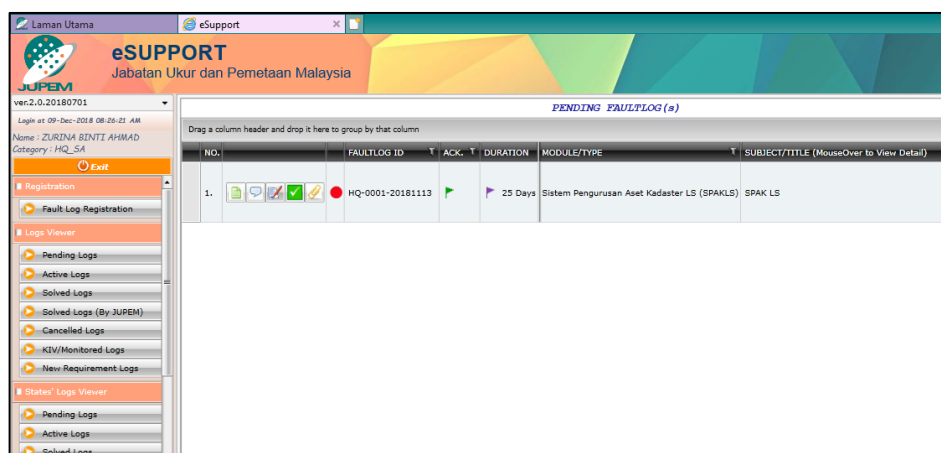 Laman Utama
eSupport
JUPEM
eSUPPORT
Jabatan Ukur dan Pemetaan Malaysia
ver.2.0.20180701
Login at 09-Dec-2018 08:26:21 AM
Name : ZURINA BINTI AHMAD
Category : HQ_SA
Exit
Registration
Fault Log Registration
Logs Viewer
Pending Logs
Active Logs
Solved Logs
Solved Logs (By JUPEM)
Cancelled Logs
KIV/Monitored Logs
New Requirement Logs
States' Logs Viewer
Pending Logs
Active Logs
Solved Logs
PENDING FAULTLOG(s)
Drag a column header and drop it here to group by that column
NO. FAULTLOG ID ACK. DURATION MODULE/TYPE SUBJECT/TITLE (MouseOver to View Detail)
1. HQ-0001-20181113 25 Days Sistem Pengurusan Aset Kadaster LS (SPAKLS) SPAK LS